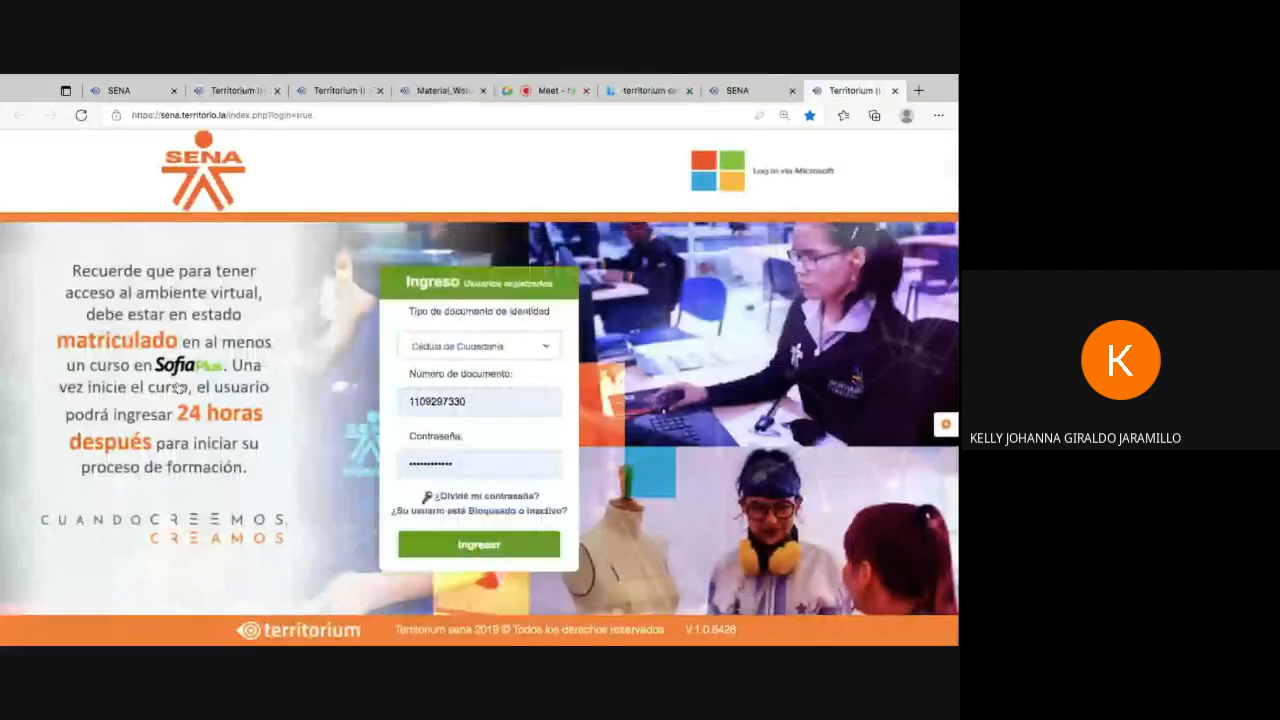 SENA
Territorium
Territorium
Meet
territorium
SENA
Territorium
https://sena.territorio.la/index.php?login=true
SENA
Log in via Microsoft
Recuerde que para tener
acceso al ambiente virtual,
debe estar en estado
matriculado en al menos
un curso en SofiaPlus. Una
vez inicie el curso, el usuario
podrá ingresar 24 horas
después para iniciar su
proceso de formación.
CUANDO CREEMOS
CREAMOS
Ingreso Usuarios registrados
Tipo de documento de identidad
Cédula de Ciudadanía
Número de documento:
1109297330
Contraseña:
¿Olvidé mi contraseña?
¿Su usuario está Bloqueado o Inactivo?
Ingresar
territorium
Territorium sena 2019 © Todos los derechos reservados
V.1.0.6428
K
KELLY JOHANNA GIRALDO JARAMILLO